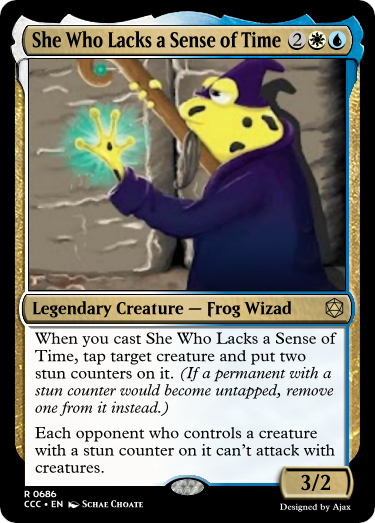 She Who Lacks a Sense of Time 2
Legendary Creature — Frog Wizad
When you cast She Who Lacks a Sense of
Time, tap target creature and put two
stun counters on it. (If a permanent with a
stun counter would become untapped, remove
one from it instead.)
Each opponent who controls a creature
with a stun counter on it can't attack with
creatures.
3/2
R 0686
CCC • EN Schae Choate
Designed by Ajax